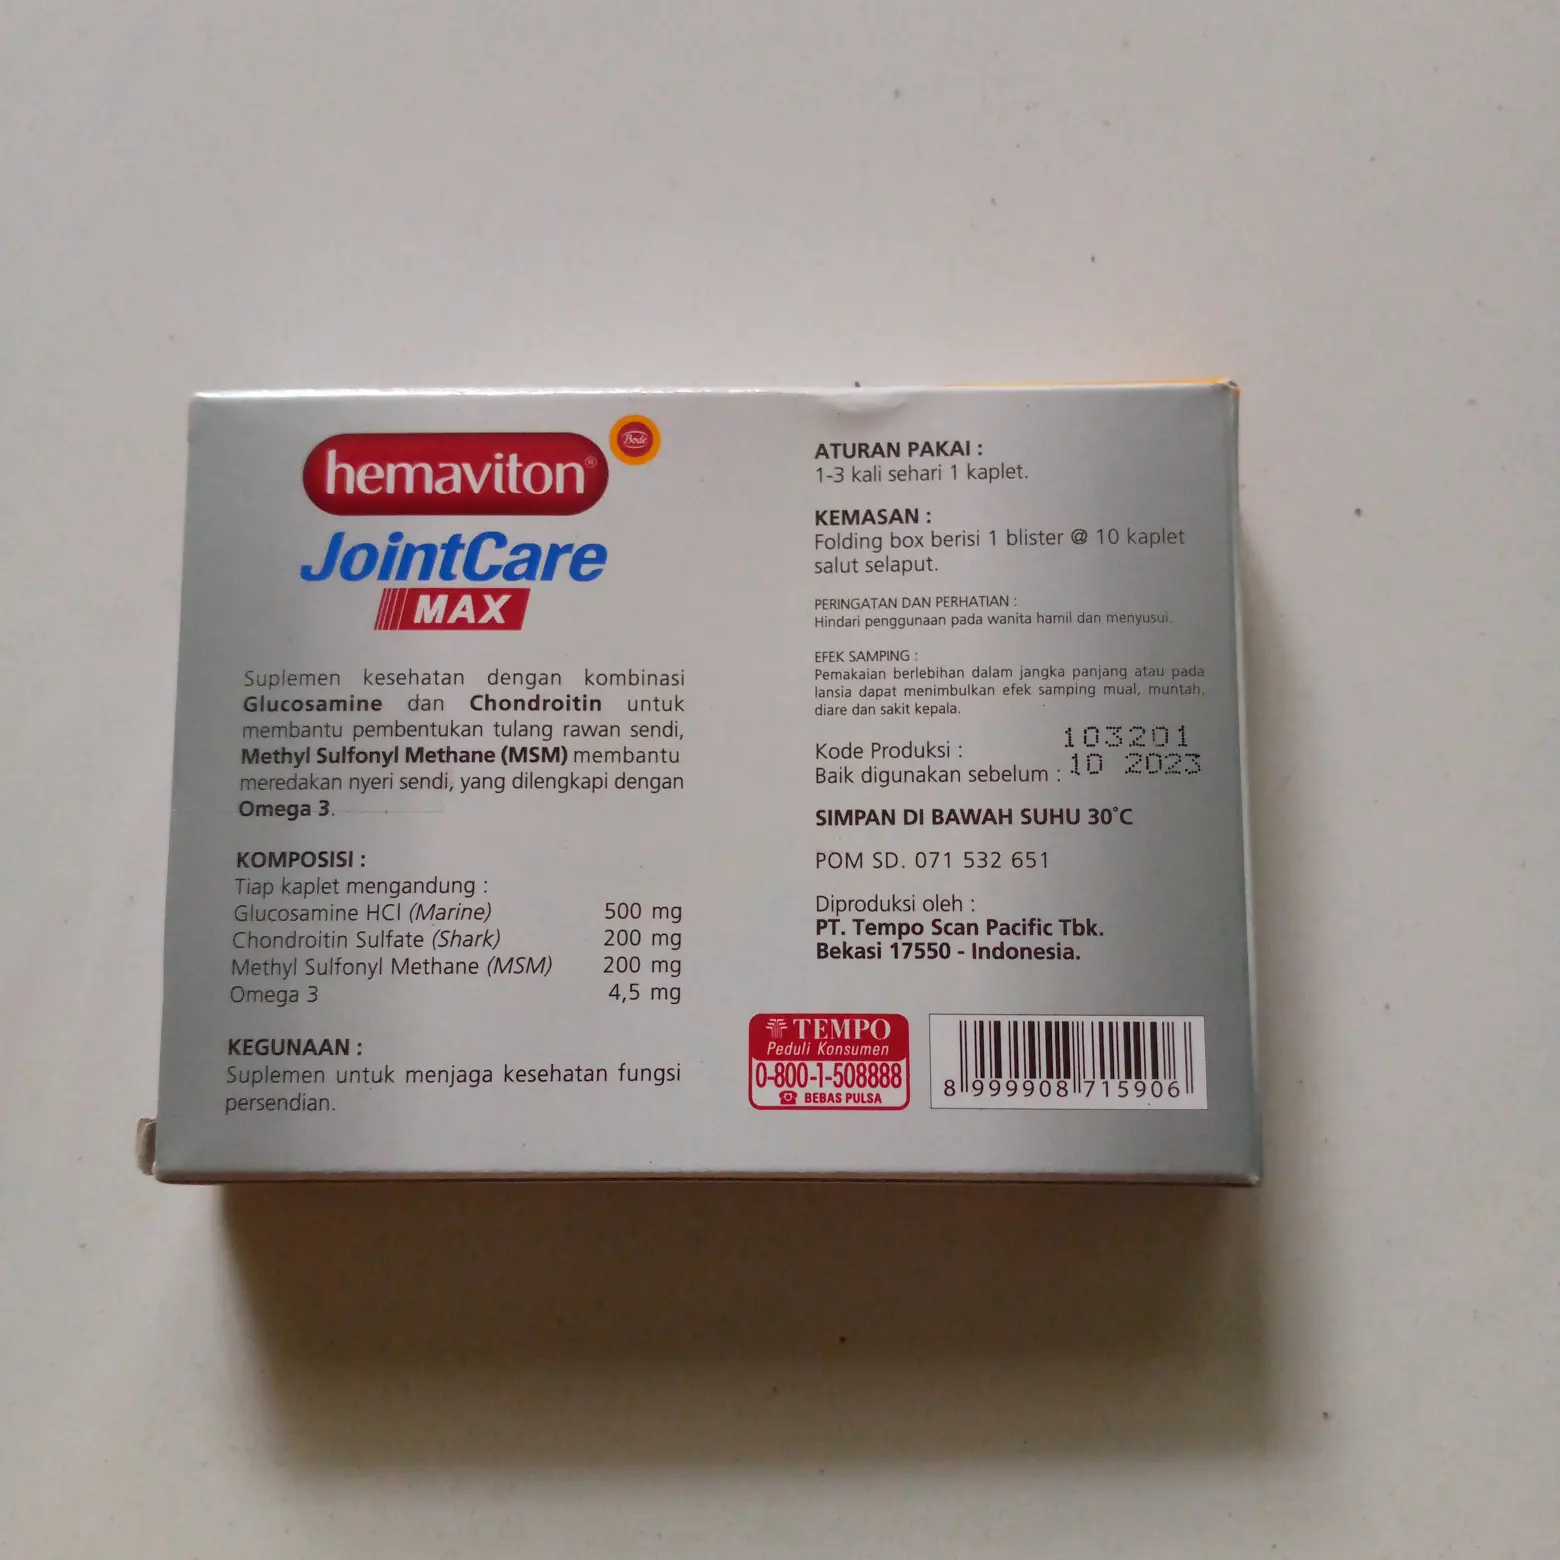 hemaviton®
Bode
JointCare
MAX
Suplemen kesehatan dengan kombinasi
Glucosamine dan Chondroitin untuk
membantu pembentukan tulang rawan sendi,
Methyl Sulfonyl Methane (MSM) membantu
meredakan nyeri sendi, yang dilengkapi dengan
Omega 3.
KOMPOSISI :
Tiap kaplet mengandung :
Glucosamine HCl (Marine) 500 mg
Chondroitin Sulfate (Shark) 200 mg
Methyl Sulfonyl Methane (MSM) 200 mg
Omega 3 4,5 mg
KEGUNAAN :
Suplemen untuk menjaga kesehatan fungsi
persendian.
ATURAN PAKAI :
1-3 kali sehari 1 kaplet.
KEMASAN :
Folding box berisi 1 blister @ 10 kaplet
salut selaput.
PERINGATAN DAN PERHATIAN :
Hindari penggunaan pada wanita hamil dan menyusui.
EFEK SAMPING :
Pemakaian berlebihan dalam jangka panjang atau pada
lansia dapat menimbulkan efek samping mual, muntah,
diare dan sakit kepala.
Kode Produksi : 103201
Baik digunakan sebelum : 10 2023
SIMPAN DI BAWAH SUHU 30°C
POM SD. 071 532 651
Diproduksi oleh :
PT. Tempo Scan Pacific Tbk.
Bekasi 17550 - Indonesia.
TEMPO
Peduli Konsumen
0-800-1-508888
BEBAS PULSA
8 999908 715906